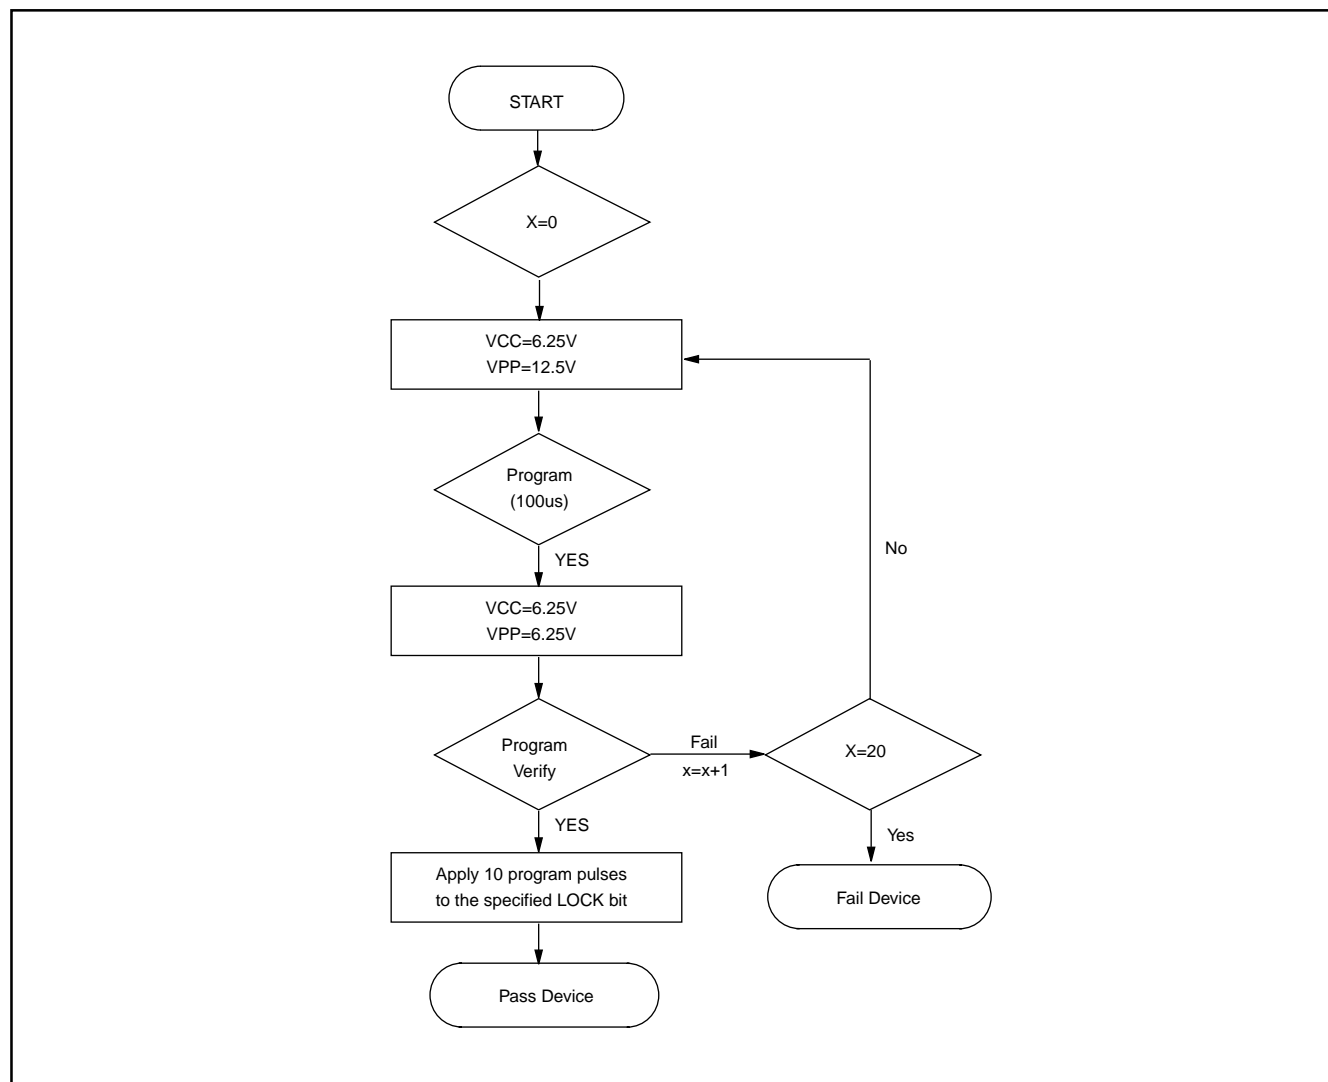 START
X=0
VCC=6.25V
VPP=12.5V
Program
(100us)
No
YES
VCC=6.25V
VPP=6.25V
Program
Verify
Fail
x=x+1
X=20
YES
Yes
Apply 10 program pulses
to the specified LOCK bit
Fail Device
Pass Device